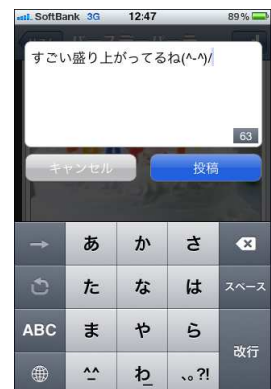 SoftBank 3G 12:47 89%
すごい盛り上がってるね(^-^)/
63
キャンセル 投稿
→ あ か さ
た な は スペース
ABC ま や ら
改行
^^ わ 、。?!